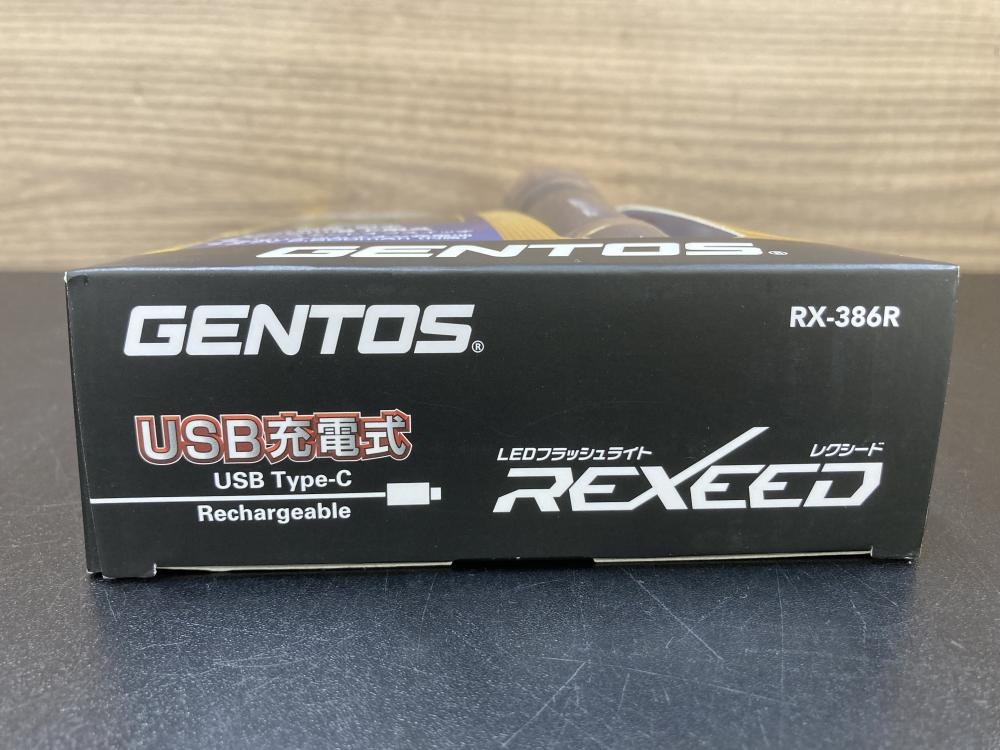 GENTOS®
GENTOS®
RX-386R
USB充電式
USB Type-C
Rechargeable
LEDフラッシュライト
レクシード
REXEED